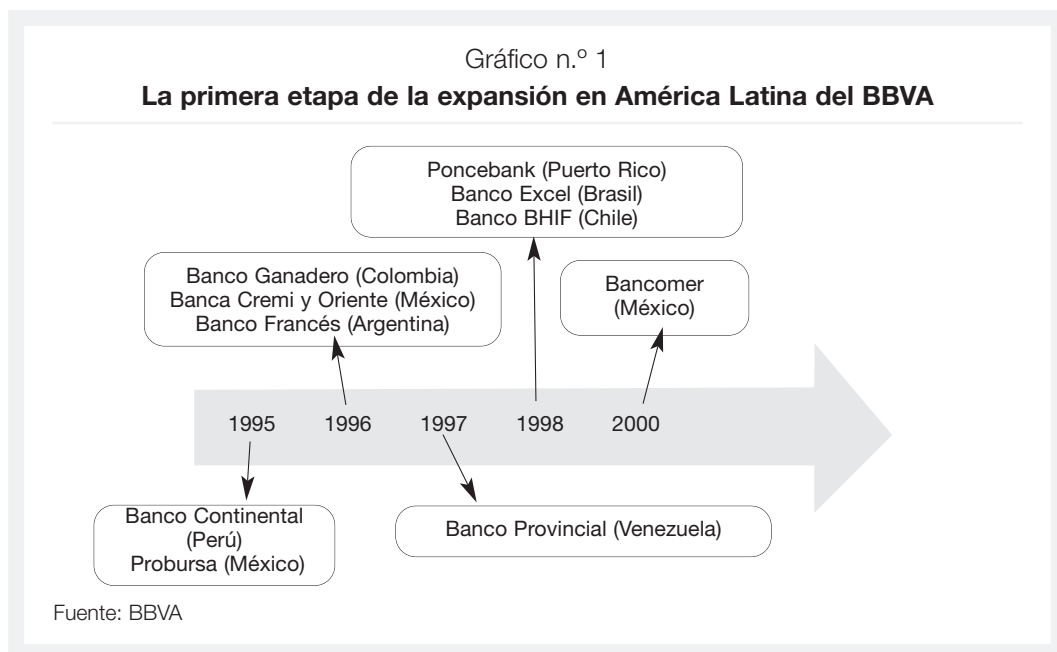 Gráfico n.º 1
La primera etapa de la expansión en América Latina del BBVA
Poncebank (Puerto Rico)
Banco Excel (Brasil)
Banco BHIF (Chile)
Banco Ganadero (Colombia)
Banca Cremi y Oriente (México)
Banco Francés (Argentina)
Bancomer
(México)
1995 1996 1997 1998 2000
Banco Continental
(Perú)
Probursa (México)
Banco Provincial (Venezuela)
Fuente: BBVA